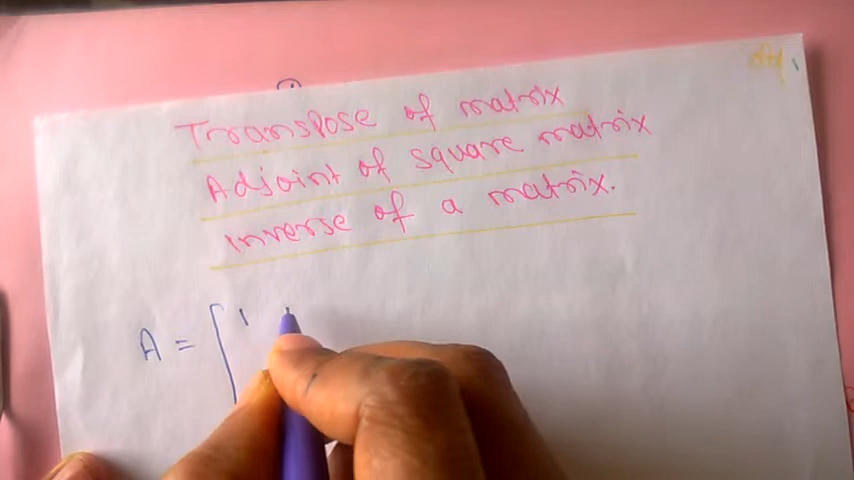 Transpose of matrix
Adjoint of square matrix
Inverse of a matrix.
A = [ 1